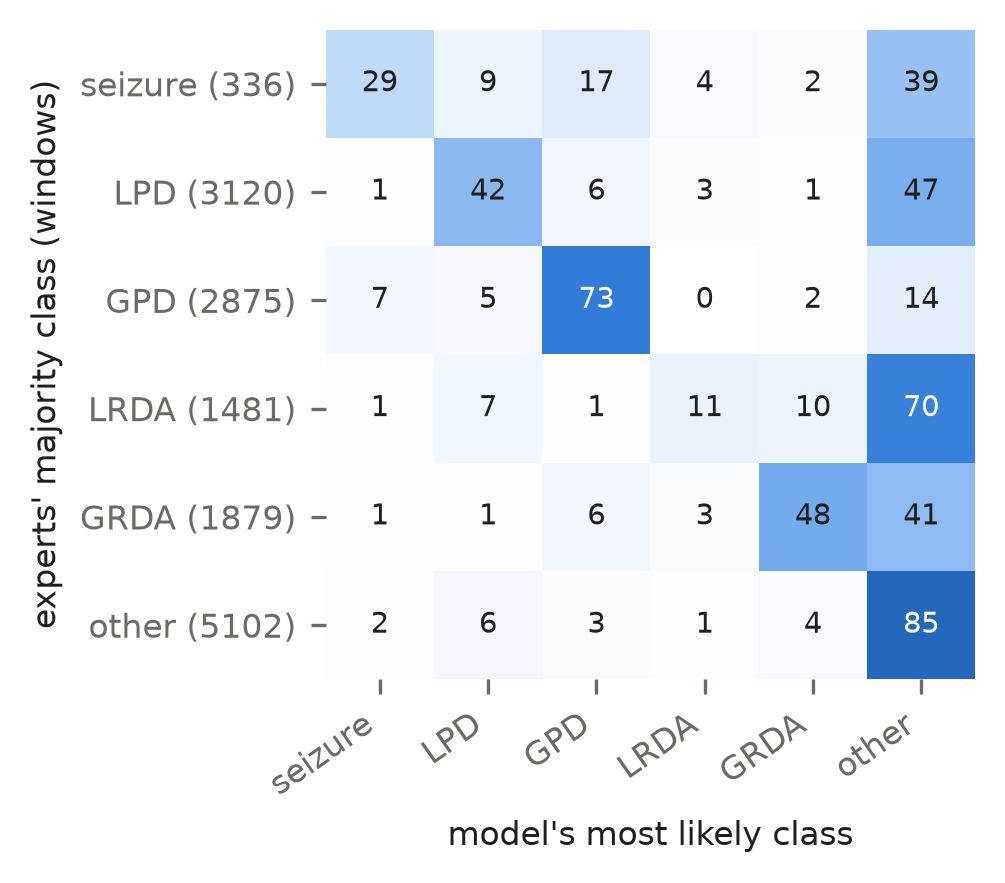 experts' majority class (windows)
seizure (336) 29 9 17 4 2 39
LPD (3120) 1 42 6 3 1 47
GPD (2875) 7 5 73 0 2 14
LRDA (1481) 1 7 1 11 10 70
GRDA (1879) 1 1 6 3 48 41
other (5102) 2 6 3 1 4 85
seizure LPD GPD LRDA GRDA other
model's most likely class